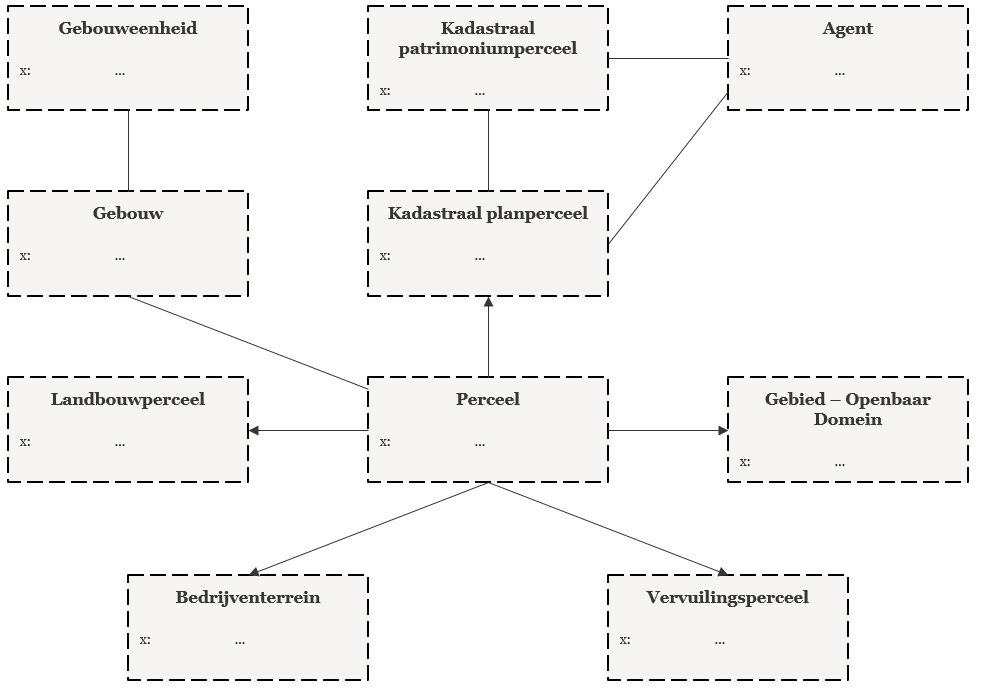 Gebouweenheid
x: ...
Kadastraal
patrimoniumperceel
x: ...
Agent
x: ...
Gebouw
x: ...
Kadastraal planperceel
x: ...
Landbouwperceel
x: ...
Perceel
x: ...
Gebied – Openbaar
Domein
x: ...
Bedrijventerrein
x: ...
Vervuilingsperceel
x: ...